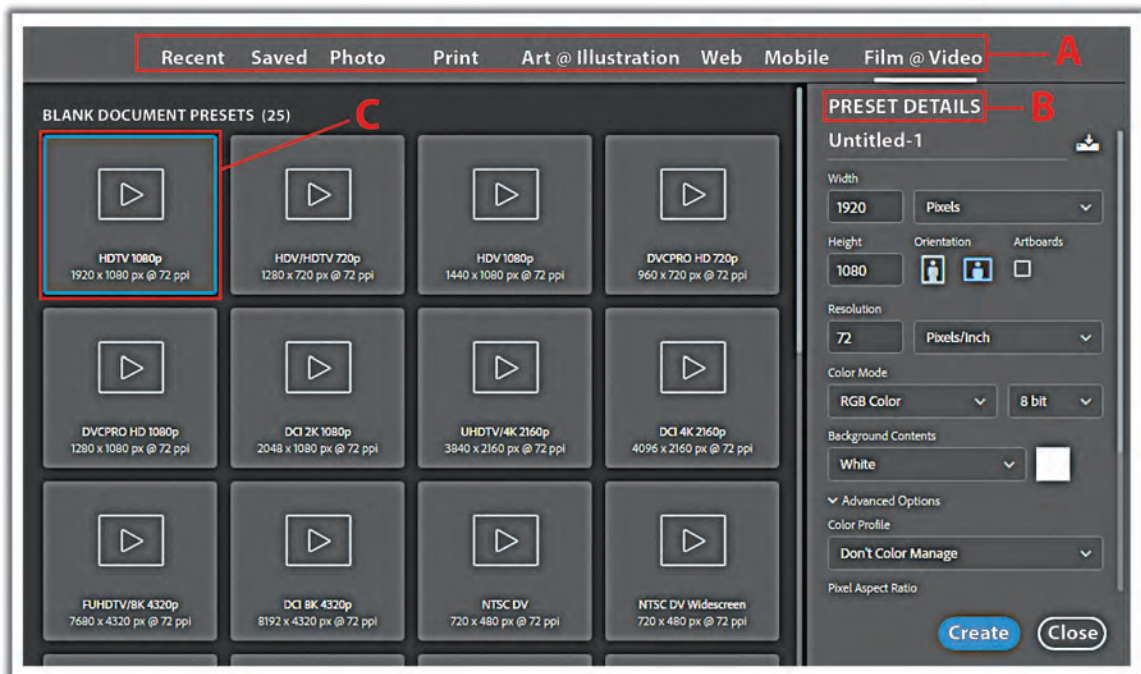 Recent Saved Photo Print Art @ Illustration Web Mobile Film @ Video A
BLANK DOCUMENT PRESETS (25)
C
HDTV 1080p
1920 x 1080 px @ 72 ppi
HDV/HDTV 720p
1280 x 720 px @ 72 ppi
HDV 1080p
1440 x 1080 px @ 72 ppi
DVCPRO HD 720p
960 x 720 px @ 72 ppi
DVCPRO HD 1080p
1280 x 1080 px @ 72 ppi
DCI 2K 1080p
2048 x 1080 px @ 72 ppi
UHDTV/4K 2160p
3840 x 2160 px @ 72 ppi
DCI 4K 2160p
4096 x 2160 px @ 72 ppi
FUHDTV/8K 4320p
7680 x 4320 px @ 72 ppi
DCI 8K 4320p
8192 x 4320 px @ 72 ppi
NTSC DV
720 x 480 px @ 72 ppi
NTSC DV Widescreen
720 x 480 px @ 72 ppi
PRESET DETAILS B
Untitled-1
Width
1920 Pixels
Height Orientation Artboards
1080
Resolution
72 Pixels/Inch
Color Mode
RGB Color 8 bit
Background Contents
White
Advanced Options
Color Profile
Don't Color Manage
Pixel Aspect Ratio
Create Close